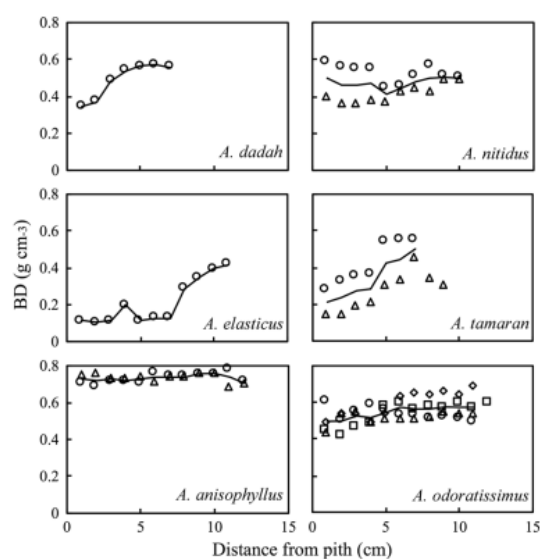 0.8
0.6
0.4
0.2
0
A. dadah
A. nitidus
0.6
0.4
0.2
0
BD (g cm-3)
A. elasticus
A. tamaran
0.8
0.6
0.4
0.2
0
A. anisophyllus
A. odoratissimus
0 5 10 15 0 5 10 15
Distance from pith (cm)